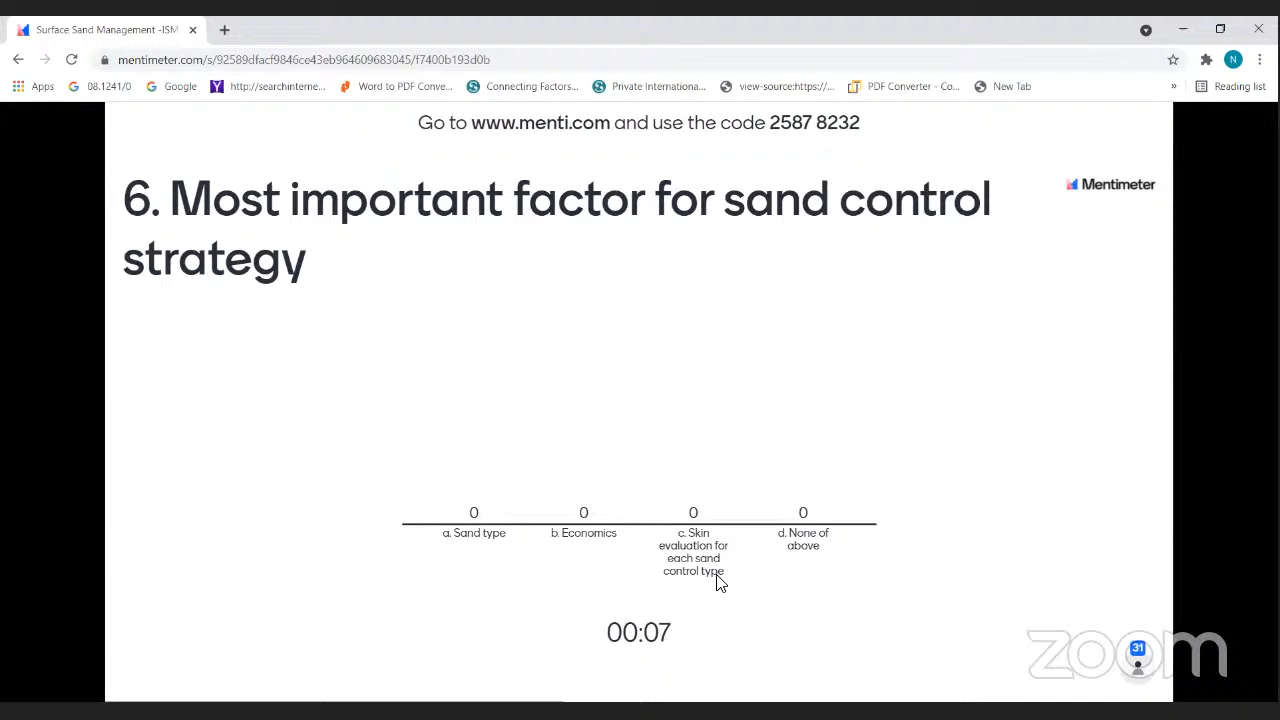 Surface Sand Management -ISM
mentimeter.com/s/92589dfacf9846ce43eb964609683045/f7400b193d0b
N
Apps
08.1241/0
Google
http://searchinterne...
Word to PDF Conve...
Connecting Factors...
Private Internationa...
view-source:https://...
PDF Converter - Co...
New Tab
»
Reading list
Go to www.menti.com and use the code 2587 8232
6. Most important factor for sand control
strategy
Mentimeter
0
0
0
0
a. Sand type
b. Economics
c. Skin
evaluation for
each sand
control type
d. None of
above
00:07
31
zoom